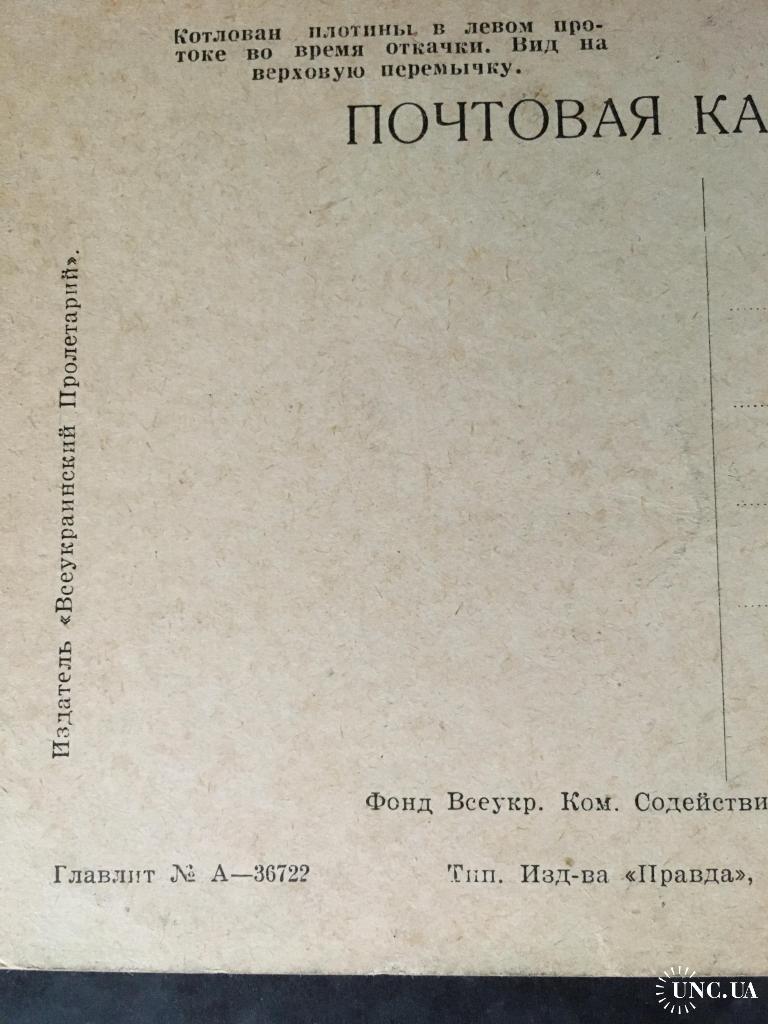 Котлован плотины в левом про-
токе во время откачки. Вид на
верховую перемычку.
ПОЧТОВАЯ КА
Издатель «Всеукраинский Пролетарий».
Фонд Всеукр. Ком. Содействи
Главлит № А—36722
Тип. Изд-ва «Правда»,
UNC.UA